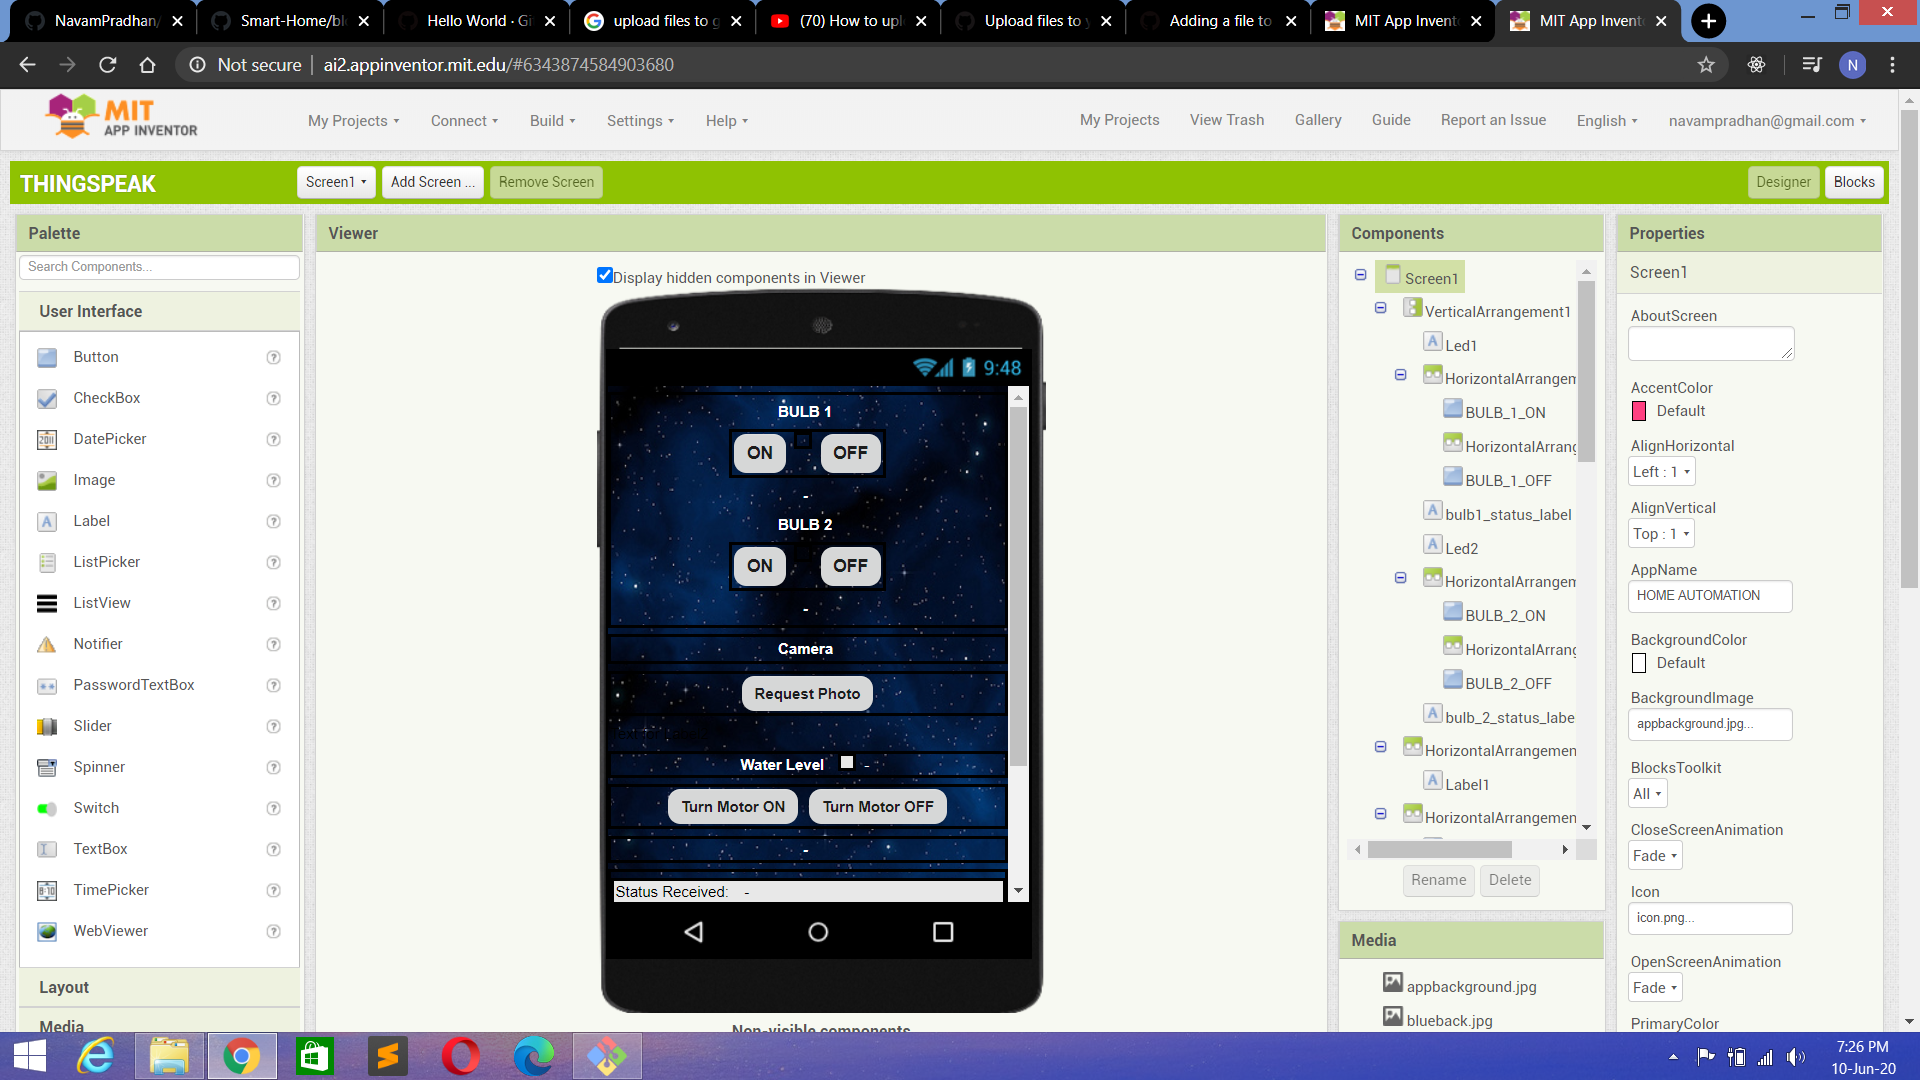 NavamPradhan/
Smart-Home/blo
Hello World · Gi
upload files to g
(70) How to uplo
Upload files to y
Adding a file to
MIT App Invento
MIT App Invento
Not secure | ai2.appinventor.mit.edu/#6343874584903680
N
MIT
APP INVENTOR
My Projects
Connect
Build
Settings
Help
My Projects
View Trash
Gallery
Guide
Report an Issue
English
navampradhan@gmail.com
THINGSPEAK
Screen1
Add Screen ...
Remove Screen
Designer
Blocks
Palette
Search Components...
User Interface
Button
CheckBox
DatePicker
Image
Label
ListPicker
ListView
Notifier
PasswordTextBox
Slider
Spinner
Switch
TextBox
TimePicker
WebViewer
Layout
Media
Viewer
Display hidden components in Viewer
9:48
BULB 1
ON OFF
-
BULB 2
ON OFF
-
Camera
Request Photo
Water Level -
Turn Motor ON Turn Motor OFF
-
Status Received: -
Non-visible components
Components
Screen1
VerticalArrangement1
Led1
HorizontalArrangem
BULB_1_ON
HorizontalArrang
BULB_1_OFF
bulb1_status_label
Led2
HorizontalArrangem
BULB_2_ON
HorizontalArrang
BULB_2_OFF
bulb_2_status_labe
HorizontalArrangemen
Label1
HorizontalArrangemen
Rename
Delete
Media
appbackground.jpg
blueback.jpg
Properties
Screen1
AboutScreen
AccentColor
Default
AlignHorizontal
Left : 1
AlignVertical
Top : 1
AppName
HOME AUTOMATION
BackgroundColor
Default
BackgroundImage
appbackground.jpg...
BlocksToolkit
All
CloseScreenAnimation
Fade
Icon
icon.png...
OpenScreenAnimation
Fade
PrimaryColor
7:26 PM
10-Jun-20